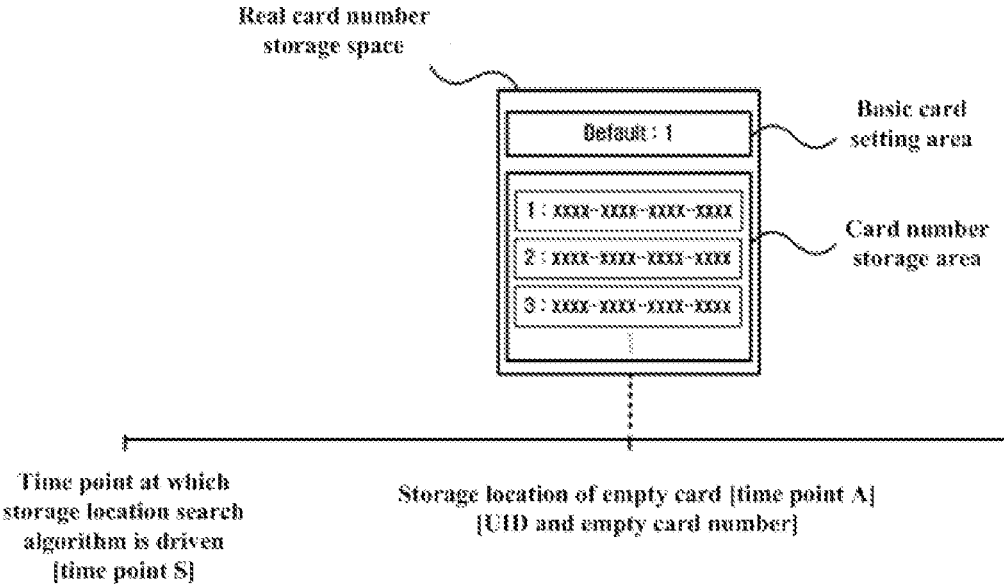 Real card number
storage space
Default : 1
Basic card
setting area
1 : xxxx-xxxx-xxxx-xxxx
2 : xxxx-xxxx-xxxx-xxxx
3 : xxxx-xxxx-xxxx-xxxx
Card number
storage area
Time point at which
storage location search
algorithm is driven
[time point S]
Storage location of empty card [time point A]
[UID and empty card number]